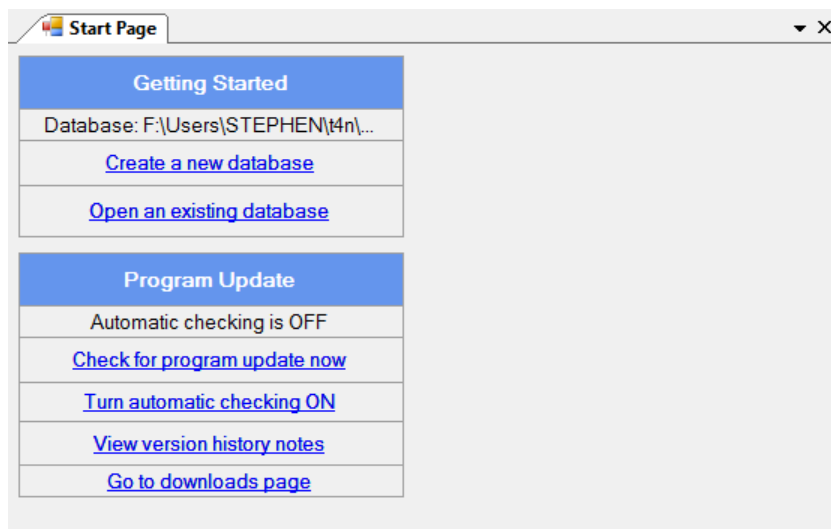 Start Page
Getting Started
Database: F:\Users\STEPHEN\t4n\...
Create a new database
Open an existing database
Program Update
Automatic checking is OFF
Check for program update now
Turn automatic checking ON
View version history notes
Go to downloads page